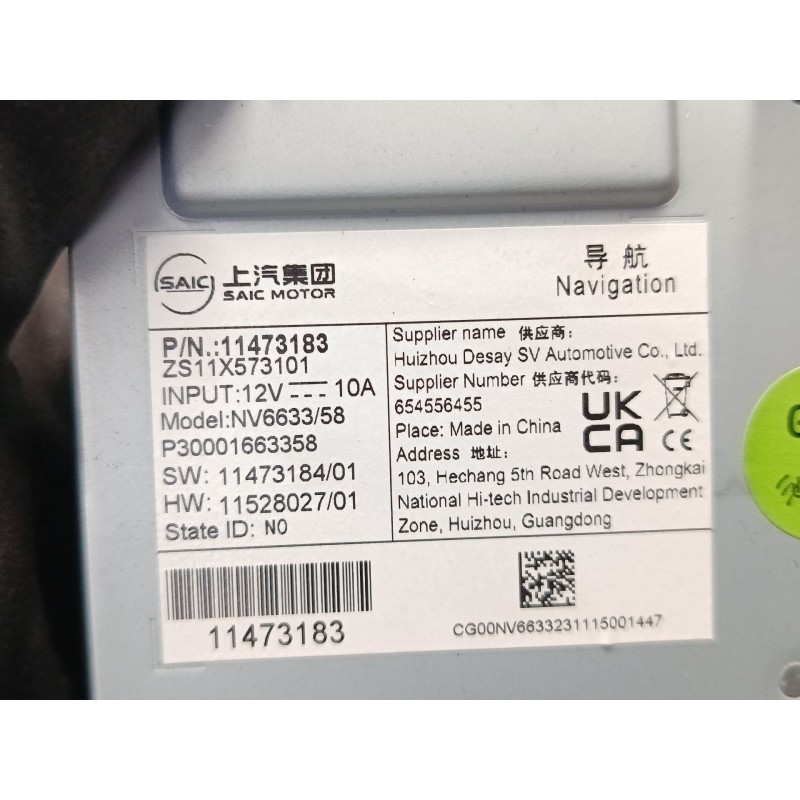 SAIC 上汽集团
SAIC MOTOR
导航
Navigation
P/N.:11473183
ZS11X573101
INPUT:12V 10A
Model:NV6633/58
P30001663358
SW: 11473184/01
HW: 11528027/01
State ID: N0
Supplier name 供应商:
Huizhou Desay SV Automotive Co., Ltd.
Supplier Number 供应商代码:
654556455
Place: Made in China
Address 地址:
103, Hechang 5th Road West, Zhongkai
National Hi-tech Industrial Development
Zone, Huizhou, Guangdong
UK
CA
CE
11473183
CG00NV6633231115001447